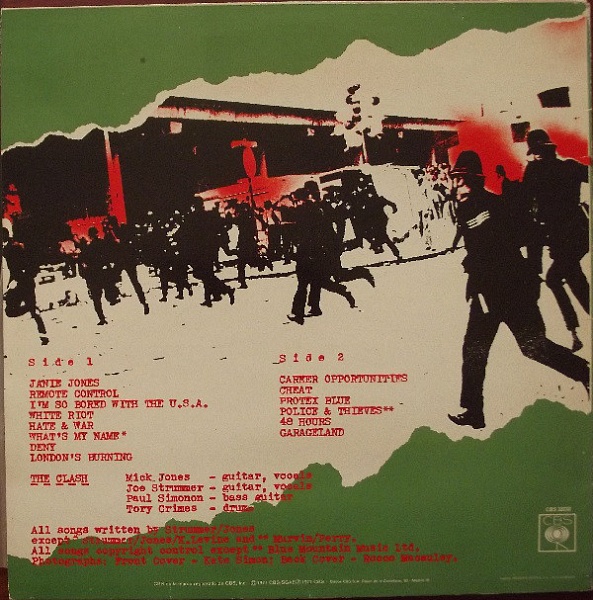 Side 1
JANIE JONES
REMOTE CONTROL
I'M SO BORED WITH THE U.S.A.
WHITE RIOT
HATE & WAR
WHAT'S MY NAME*
DENY
LONDON'S BURNING
Side 2
CAREER OPPORTUNITIES
CHEAT
PROTEX BLUE
POLICE & THIEVES**
48 HOURS
GARAGELAND
THE CLASH
Mick Jones - guitar, vocals
Joe Strummer - guitar, vocals
Paul Simonon - bass guitar
Tory Crimes - drums
All songs written by Strummer/Jones
except * Strummer/Jones/K.Levine and ** Marvin/Perry.
All songs copyright control except ** Blue Mountain Music Ltd.
Photographs: Front Cover - Kate Simon: Back Cover - Rocco Macauley.
CBS